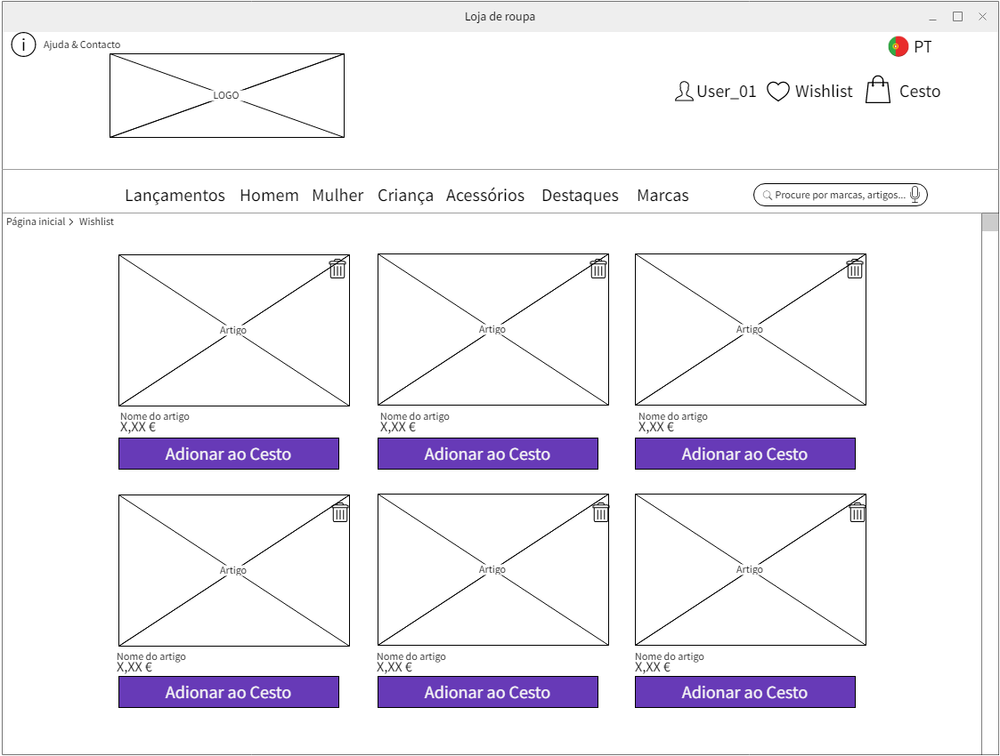 Loja de roupa
i Ajuda & Contacto
PT
LOGO
User_01 Wishlist Cesto
Lançamentos Homem Mulher Criança Acessórios Destaques Marcas Procure por marcas, artigos...
Página inicial > Wishlist
Artigo Artigo Artigo
Nome do artigo Nome do artigo Nome do artigo
X,XX € X,XX € X,XX €
Adionar ao Cesto Adionar ao Cesto Adionar ao Cesto
Artigo Artigo Artigo
Nome do artigo Nome do artigo Nome do artigo
X,XX € X,XX € X,XX €
Adionar ao Cesto Adionar ao Cesto Adionar ao Cesto